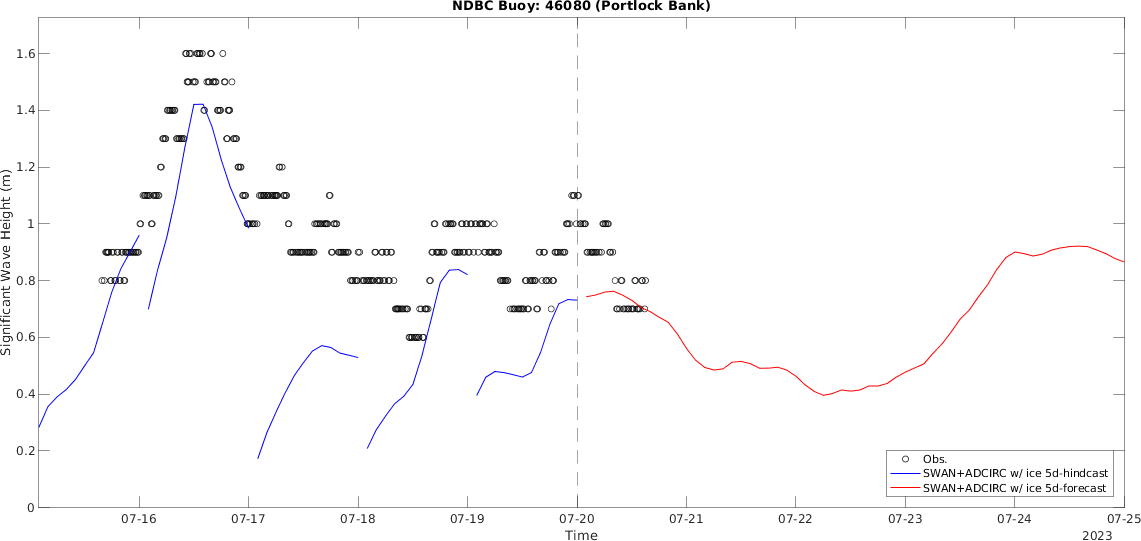 NDBC Buoy: 46080 (Portlock Bank)
Significant Wave Height (m)
1.6
1.4
1.2
1
0.8
0.6
0.4
0.2
0
Obs.
SWAN+ADCIRC w/ ice 5d-hindcast
SWAN+ADCIRC w/ ice 5d-forecast
07-16 07-17 07-18 07-19 07-20 07-21 07-22 07-23 07-24 07-25
Time
2023